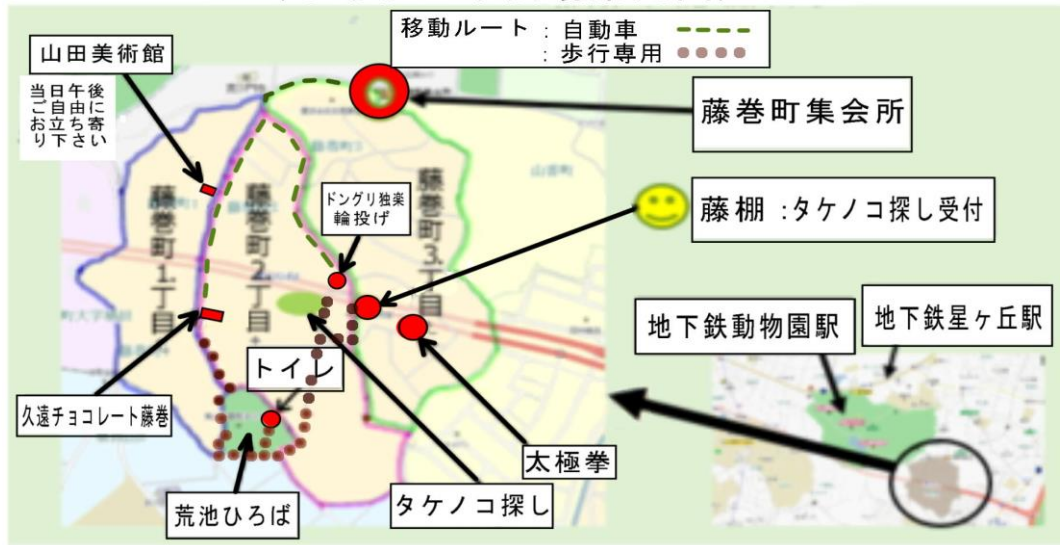 移動ルート : 自動車
: 歩行専用
山田美術館
当日午後
ご自由に
お立ち寄
り下さい
藤巻町集会所
ドングリ独楽
輪投げ
藤棚 :タケノコ探し受付
藤巻町1.丁目
藤巻町2丁目
藤巻町3.丁目
地下鉄動物園駅
地下鉄星ヶ丘駅
トイレ
久遠チョコレート藤巻
太極拳
タケノコ探し
荒池ひろば